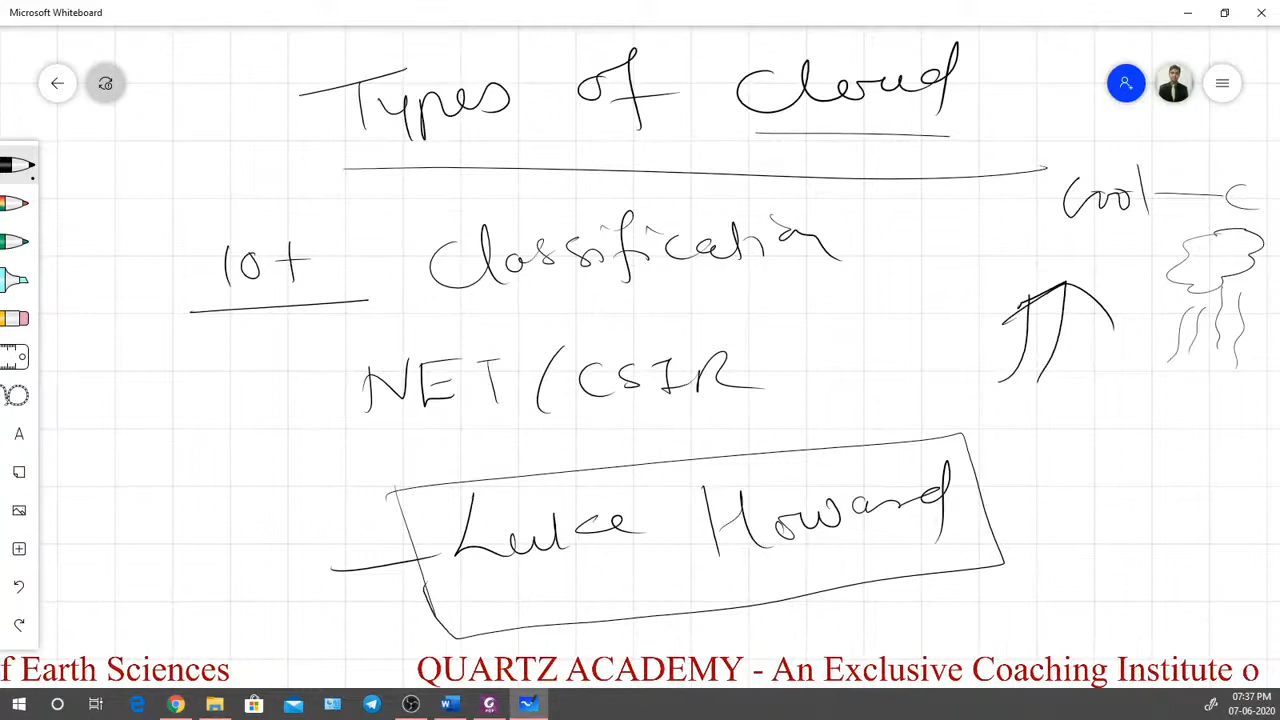 Microsoft Whiteboard
Types of Cloud
cool — C
10+ Classification
NET / CSIR
Luke Howard
f Earth Sciences QUARTZ ACADEMY - An Exclusive Coaching Institute o
07:37 PM
07-06-2020